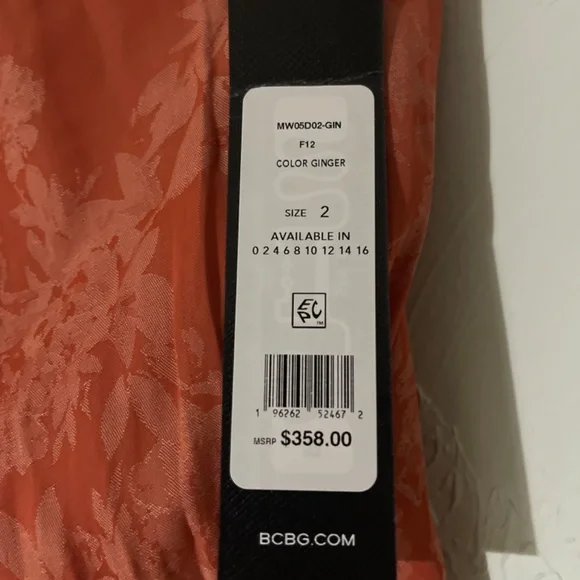 MW05D02-GIN
F12
COLOR GINGER
SIZE 2
AVAILABLE IN
0 2 4 6 8 10 12 14 16
EPC™
1 96262 52467 2
MSRP $358.00
BCBG.COM